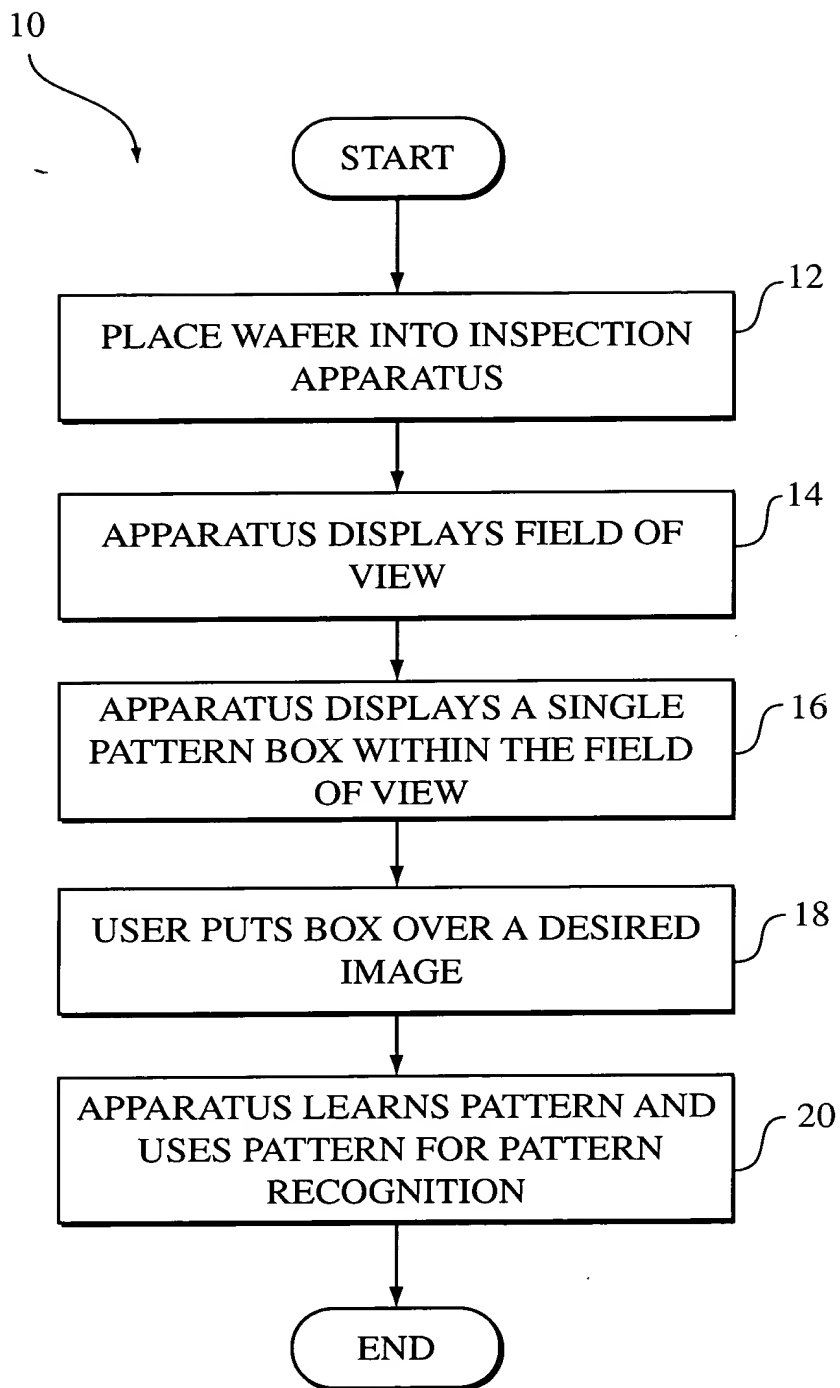 10
START
PLACE WAFER INTO INSPECTION
APPARATUS
12
APPARATUS DISPLAYS FIELD OF
VIEW
14
APPARATUS DISPLAYS A SINGLE
PATTERN BOX WITHIN THE FIELD
OF VIEW
16
USER PUTS BOX OVER A DESIRED
IMAGE
18
APPARATUS LEARNS PATTERN AND
USES PATTERN FOR PATTERN
RECOGNITION
20
END